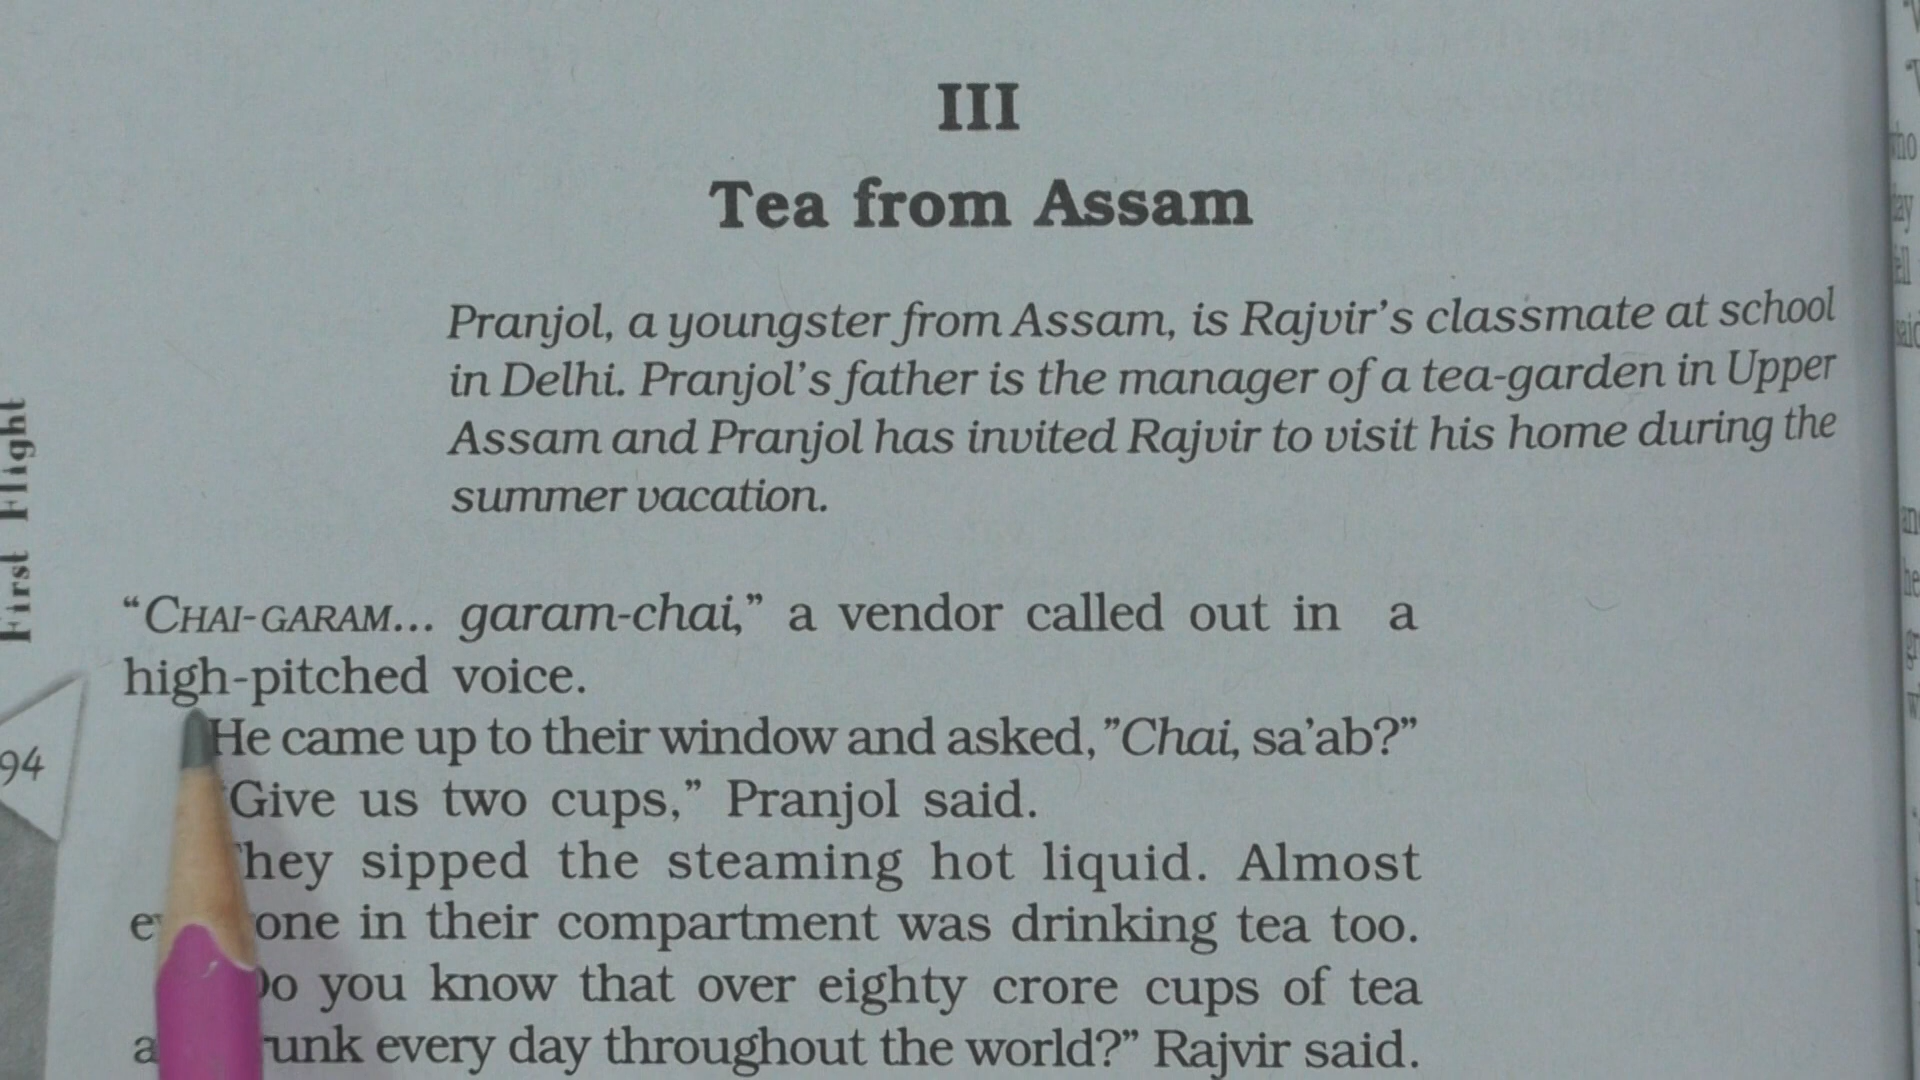 III
Tea from Assam
Pranjol, a youngster from Assam, is Rajvir's classmate at school
in Delhi. Pranjol's father is the manager of a tea-garden in Upper
Assam and Pranjol has invited Rajvir to visit his home during the
summer vacation.
First Flight
“CHAI-GARAM... garam-chai,” a vendor called out in a
high-pitched voice.
He came up to their window and asked, ”Chai, sa’ab?”
94
Give us two cups,” Pranjol said.
sipped the steaming hot liquid. Almost
in their compartment was drinking tea too.
you know that over eighty crore cups of tea
every day throughout the world?” Rajvir said.